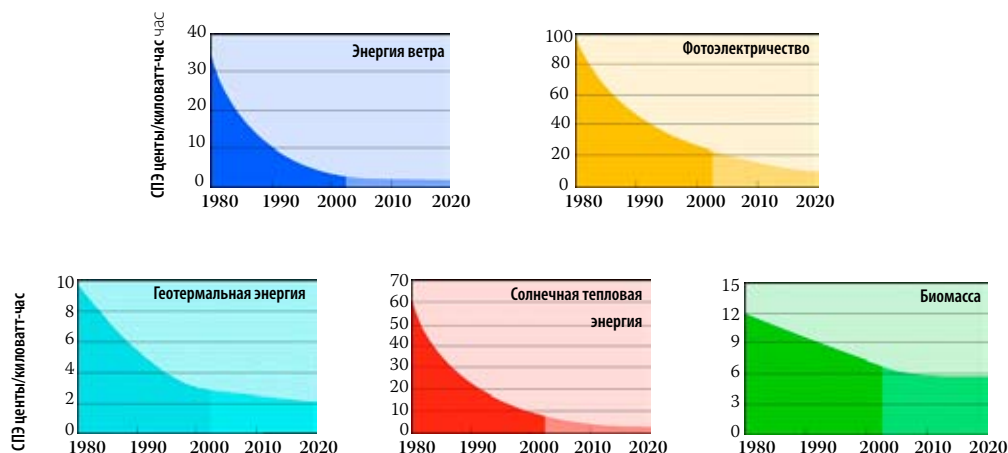 СПЭ центы/киловатт-час час
40
30
20
10
0
Энергия ветра
1980 1990 2000 2010 2020
100
80
60
40
20
0
Фотоэлектричество
1980 1990 2000 2010 2020
СПЭ центы/киловатт-час
10
8
6
4
2
0
Геотермальная энергия
1980 1990 2000 2010 2020
70
60
50
40
30
20
10
0
Солнечная тепловая
энергия
1980 1990 2000 2010 2020
15
12
9
6
3
0
Биомасса
1980 1990 2000 2010 2020